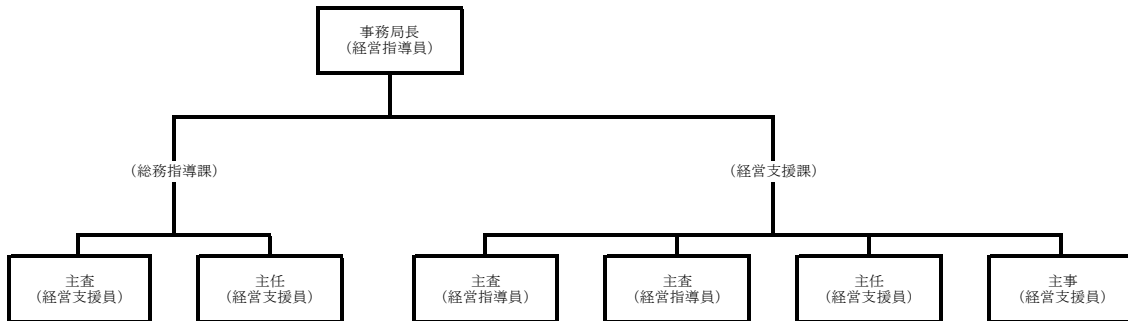 事務局長
（経営指導員）
（総務指導課）
（経営支援課）
主査
（経営支援員）
主任
（経営支援員）
主査
（経営指導員）
主査
（経営指導員）
主任
（経営支援員）
主事
（経営支援員）